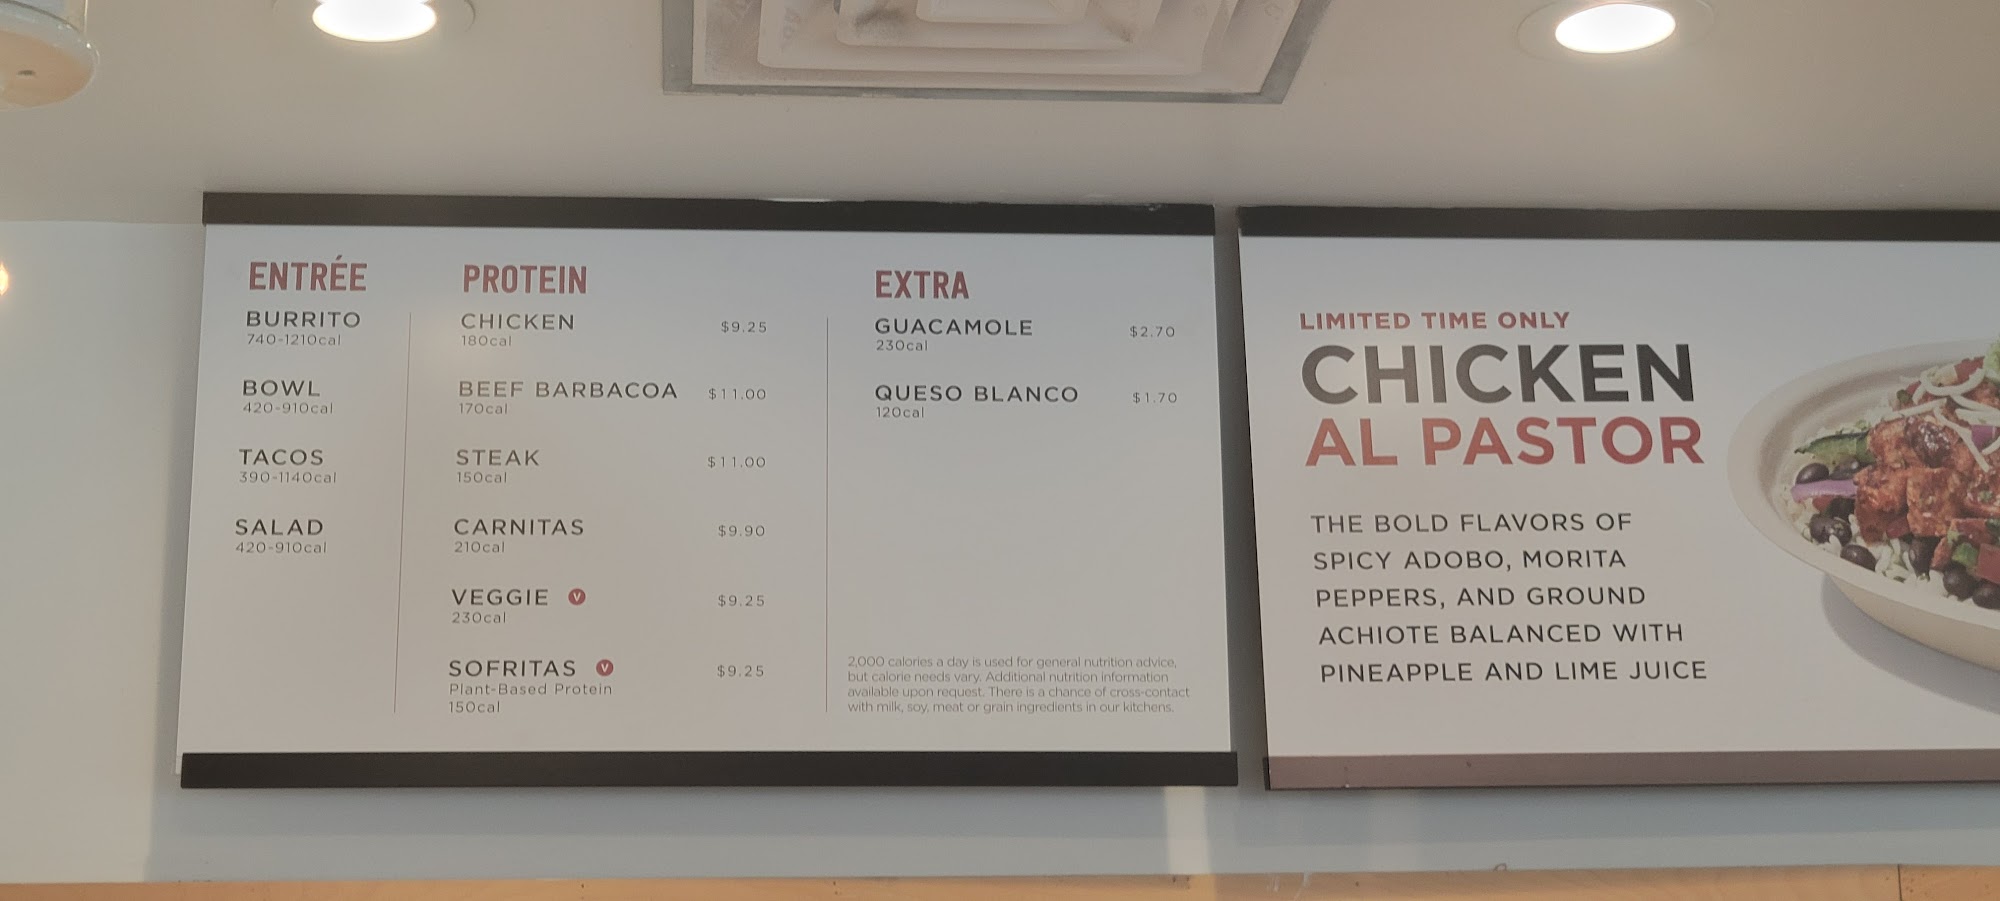 ENTRÉE
BURRITO
740-1210cal
BOWL
420-910cal
TACOS
390-1140cal
SALAD
420-910cal
PROTEIN
CHICKEN $9.25
180cal
BEEF BARBACOA $11.00
170cal
STEAK $11.00
150cal
CARNITAS $9.90
210cal
VEGGIE V $9.25
230cal
SOFRITAS V $9.25
Plant-Based Protein
150cal
EXTRA
GUACAMOLE $2.70
230cal
QUESO BLANCO $1.70
120cal
2,000 calories a day is used for general nutrition advice,
but calorie needs vary. Additional nutrition information
available upon request. There is a chance of cross-contact
with milk, soy, meat or grain ingredients in our kitchens.
LIMITED TIME ONLY
CHICKEN
AL PASTOR
THE BOLD FLAVORS OF
SPICY ADOBO, MORITA
PEPPERS, AND GROUND
ACHIOTE BALANCED WITH
PINEAPPLE AND LIME JUICE